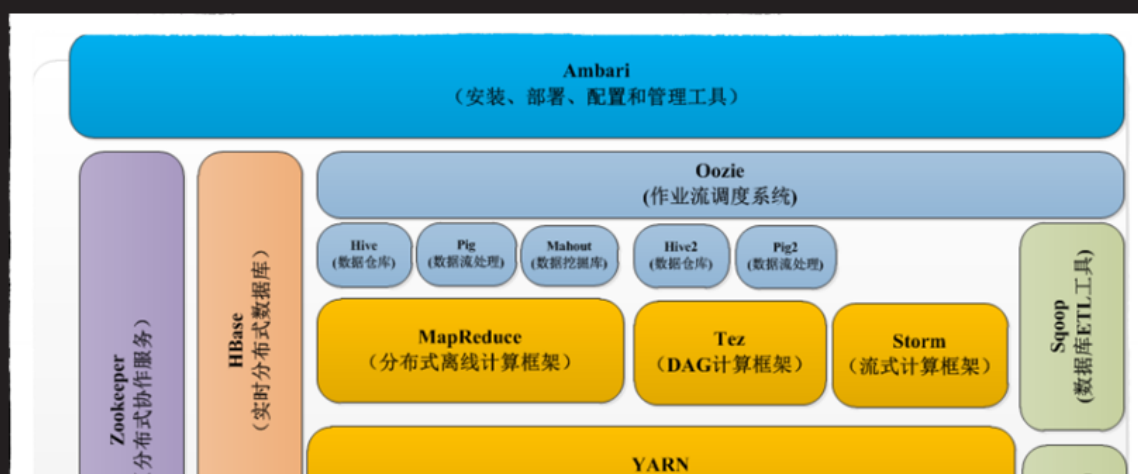 Ambari
（安装、部署、配置和管理工具）
Oozie
(作业流调度系统)
Hive
(数据仓库)
Pig
(数据流处理)
Mahout
(数据挖掘库)
Hive2
(数据仓库)
Pig2
(数据流处理)
MapReduce
（分布式离线计算框架）
Tez
（DAG计算框架）
Storm
（流式计算框架）
Sqoop
(数据库ETL工具)
HBase
（实时分布式数据库）
Zookeeper
分布式协作服务）
YARN